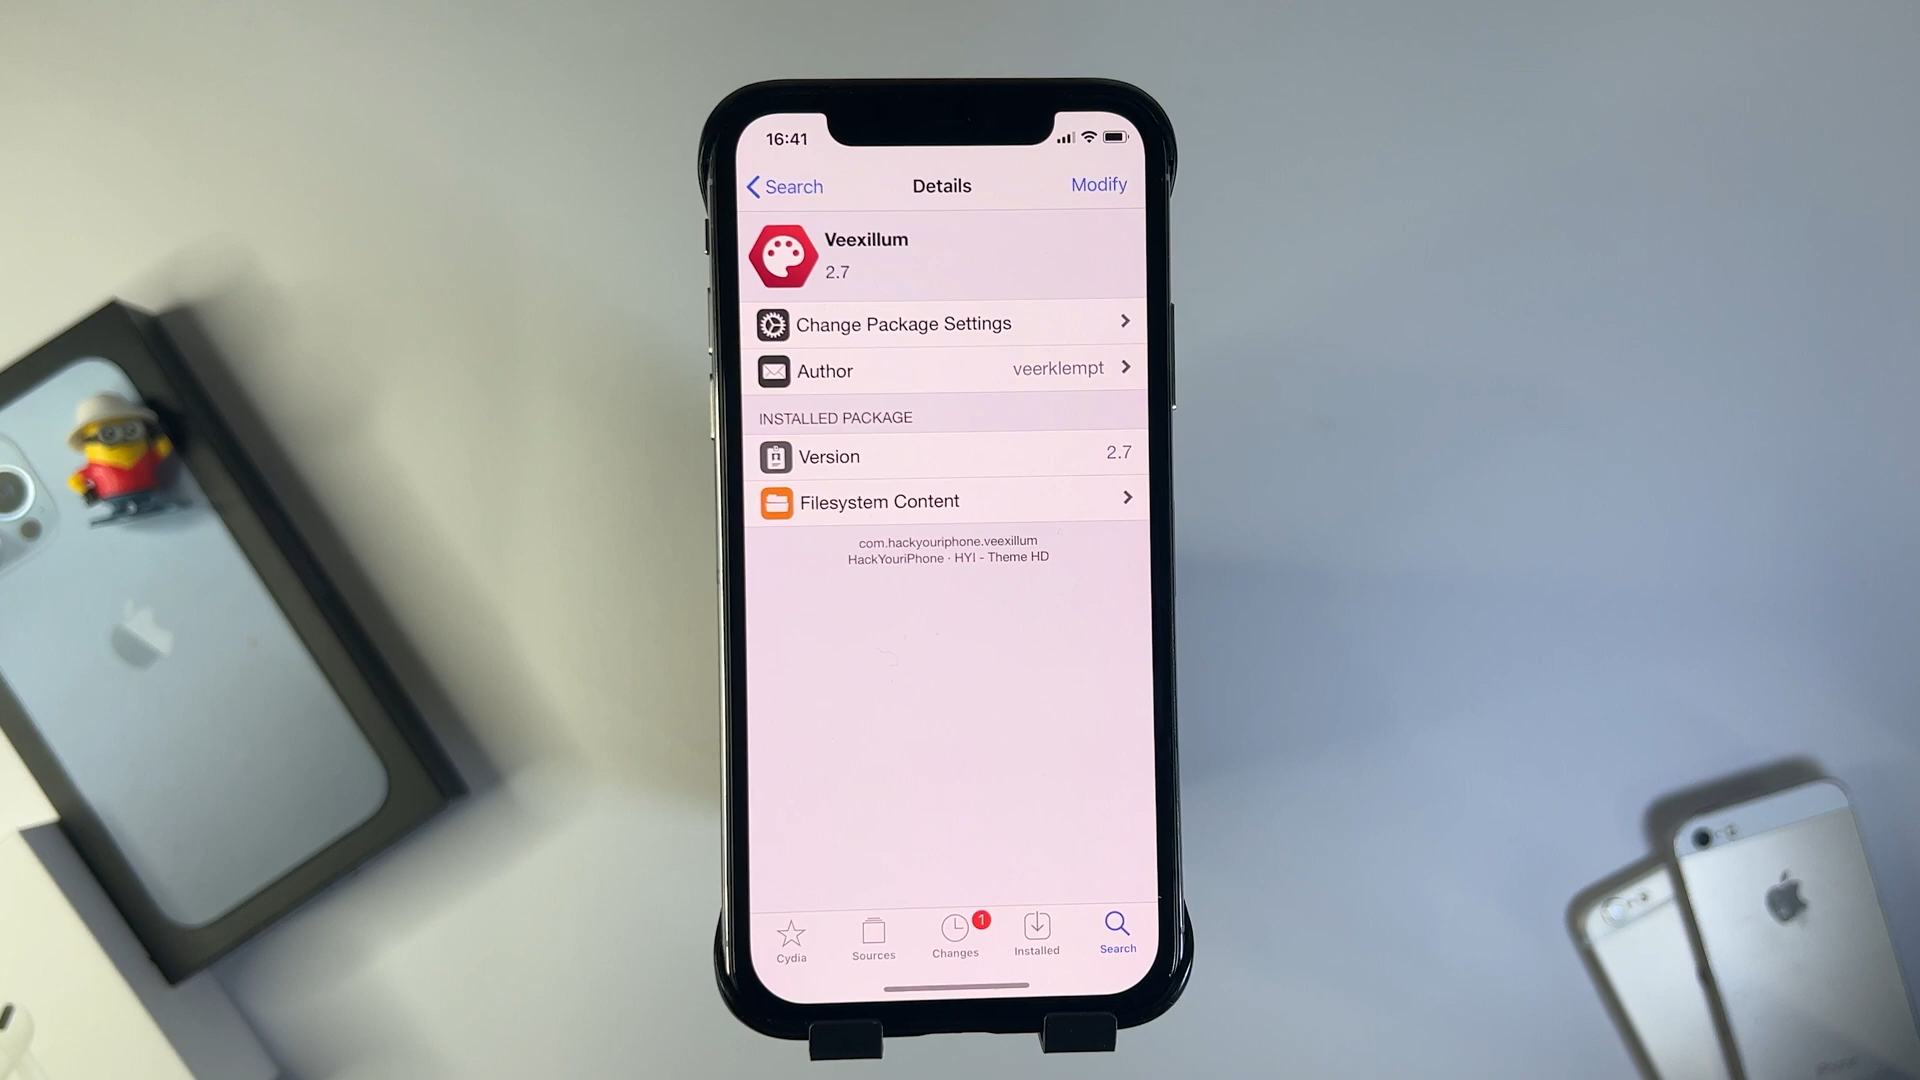 16:41
Search
Details
Modify
Veexillum
2.7
Change Package Settings
Author
veerklempt
INSTALLED PACKAGE
Version
2.7
Filesystem Content
com.hackyouriphone.veexillum
HackYouriPhone · HYI - Theme HD
1
Cydia
Sources
Changes
Installed
Search